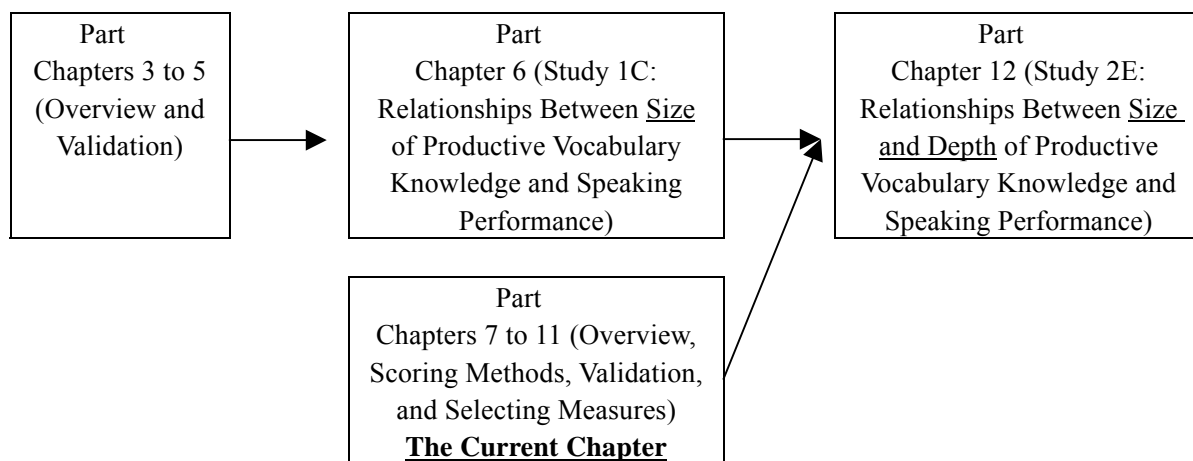 Part
Chapters 3 to 5
(Overview and
Validation)
Part
Chapter 6 (Study 1C:
Relationships Between Size
of Productive Vocabulary
Knowledge and Speaking
Performance)
Part
Chapter 12 (Study 2E:
Relationships Between Size
and Depth of Productive
Vocabulary Knowledge and
Speaking Performance)
Part
Chapters 7 to 11 (Overview,
Scoring Methods, Validation,
and Selecting Measures)
The Current Chapter